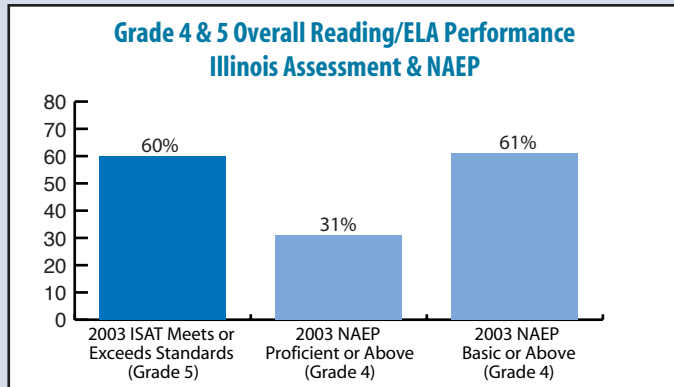 Grade 4 & 5 Overall Reading/ELA Performance
Illinois Assessment & NAEP
80
70
60
50
40
30
20
10
0
60%
31%
61%
2003 ISAT Meets or
Exceeds Standards
(Grade 5)
2003 NAEP
Proficient or Above
(Grade 4)
2003 NAEP
Basic or Above
(Grade 4)